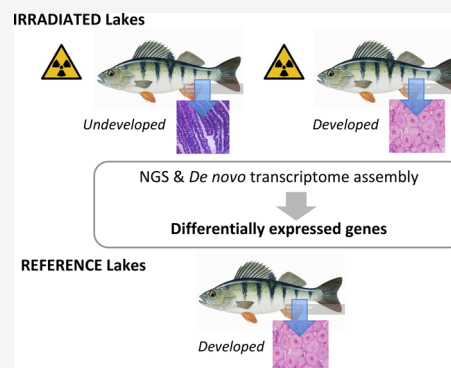 IRRADIATED Lakes
Undeveloped
Developed
NGS & De novo transcriptome assembly
Differentially expressed genes
REFERENCE Lakes
Developed